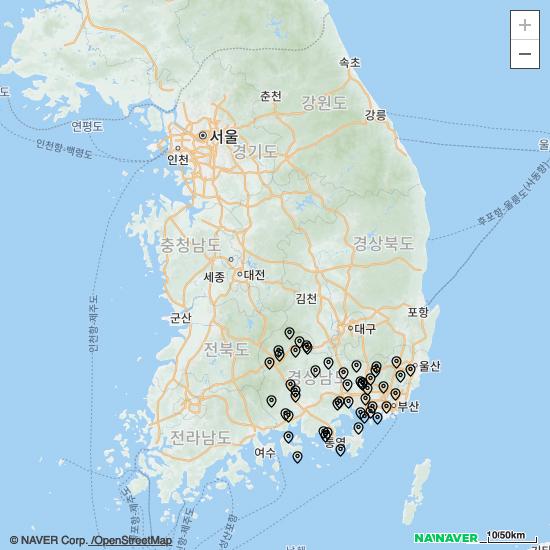 +
−
속초
춘천
강원도
강릉
연평도
서울
인천
경기도
인천항-백령도
울
후포항-울릉도(사동항)
충청남도
경상북도
세종
대전
김천
인천항-제주도
포항
군산
대구
전라북도
경상남도
울산
부산
전라남도
여수
통영
© NAVER Corp. /OpenStreetMap
NAVER
10/50km